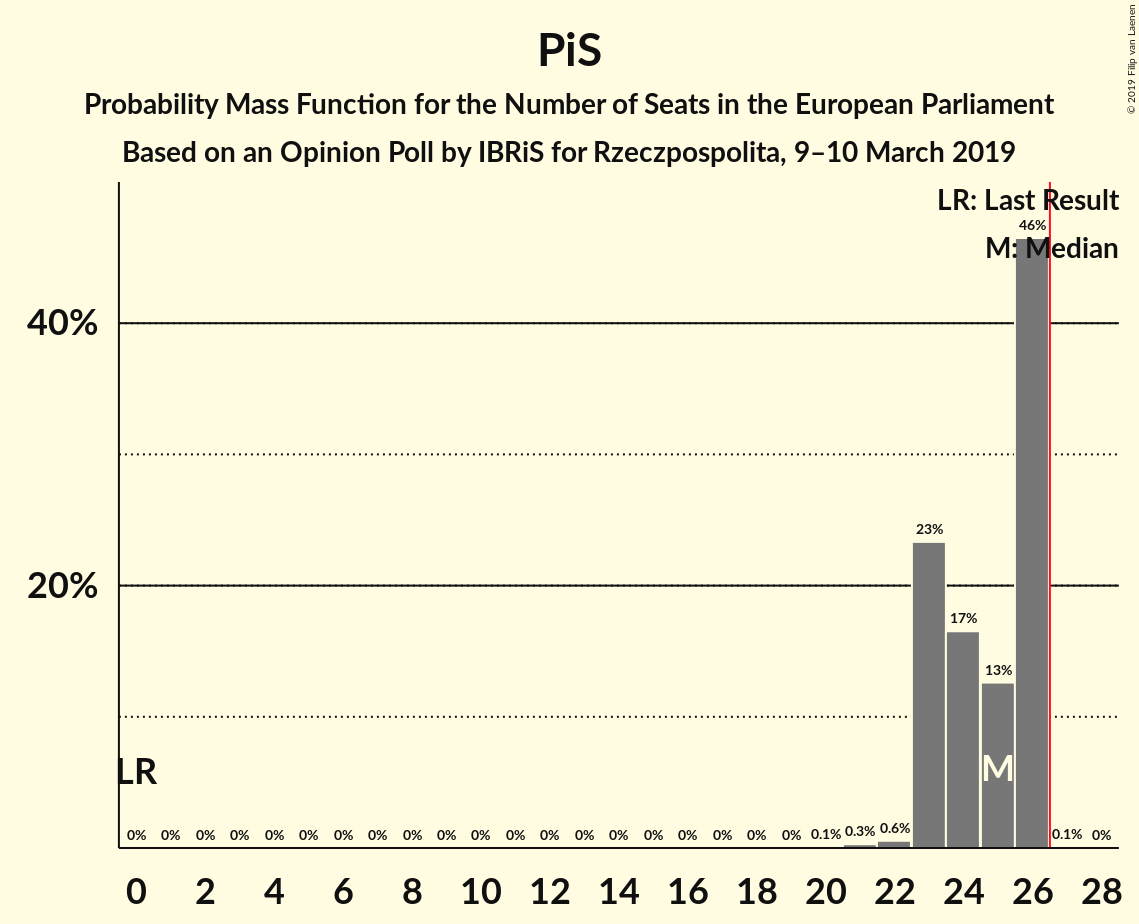 PiS
Probability Mass Function for the Number of Seats in the European Parliament
Based on an Opinion Poll by IBRiS for Rzeczpospolita, 9–10 March 2019
© 2019 Filip van Laenen
LR: Last Result
M: Median
46%
40%
23%
20%
17%
13%
LR
M
0% 0% 0% 0% 0% 0% 0% 0% 0% 0% 0% 0% 0% 0% 0% 0% 0% 0% 0% 0% 0.1% 0.3% 0.6% 0.1% 0%
0 2 4 6 8 10 12 14 16 18 20 22 24 26 28